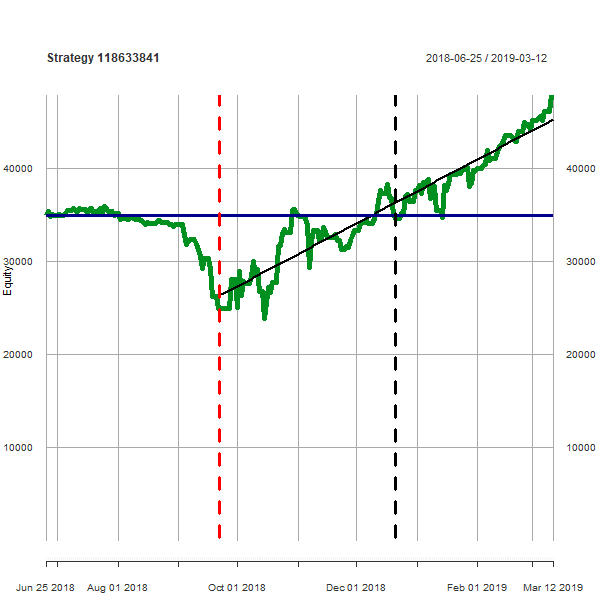 Strategy 118633841
2018-06-25 / 2019-03-12
40000 40000
30000 30000
Equity
20000 20000
10000 10000
Jun 25 2018 Aug 01 2018 Oct 01 2018 Dec 01 2018 Feb 01 2019 Mar 12 2019